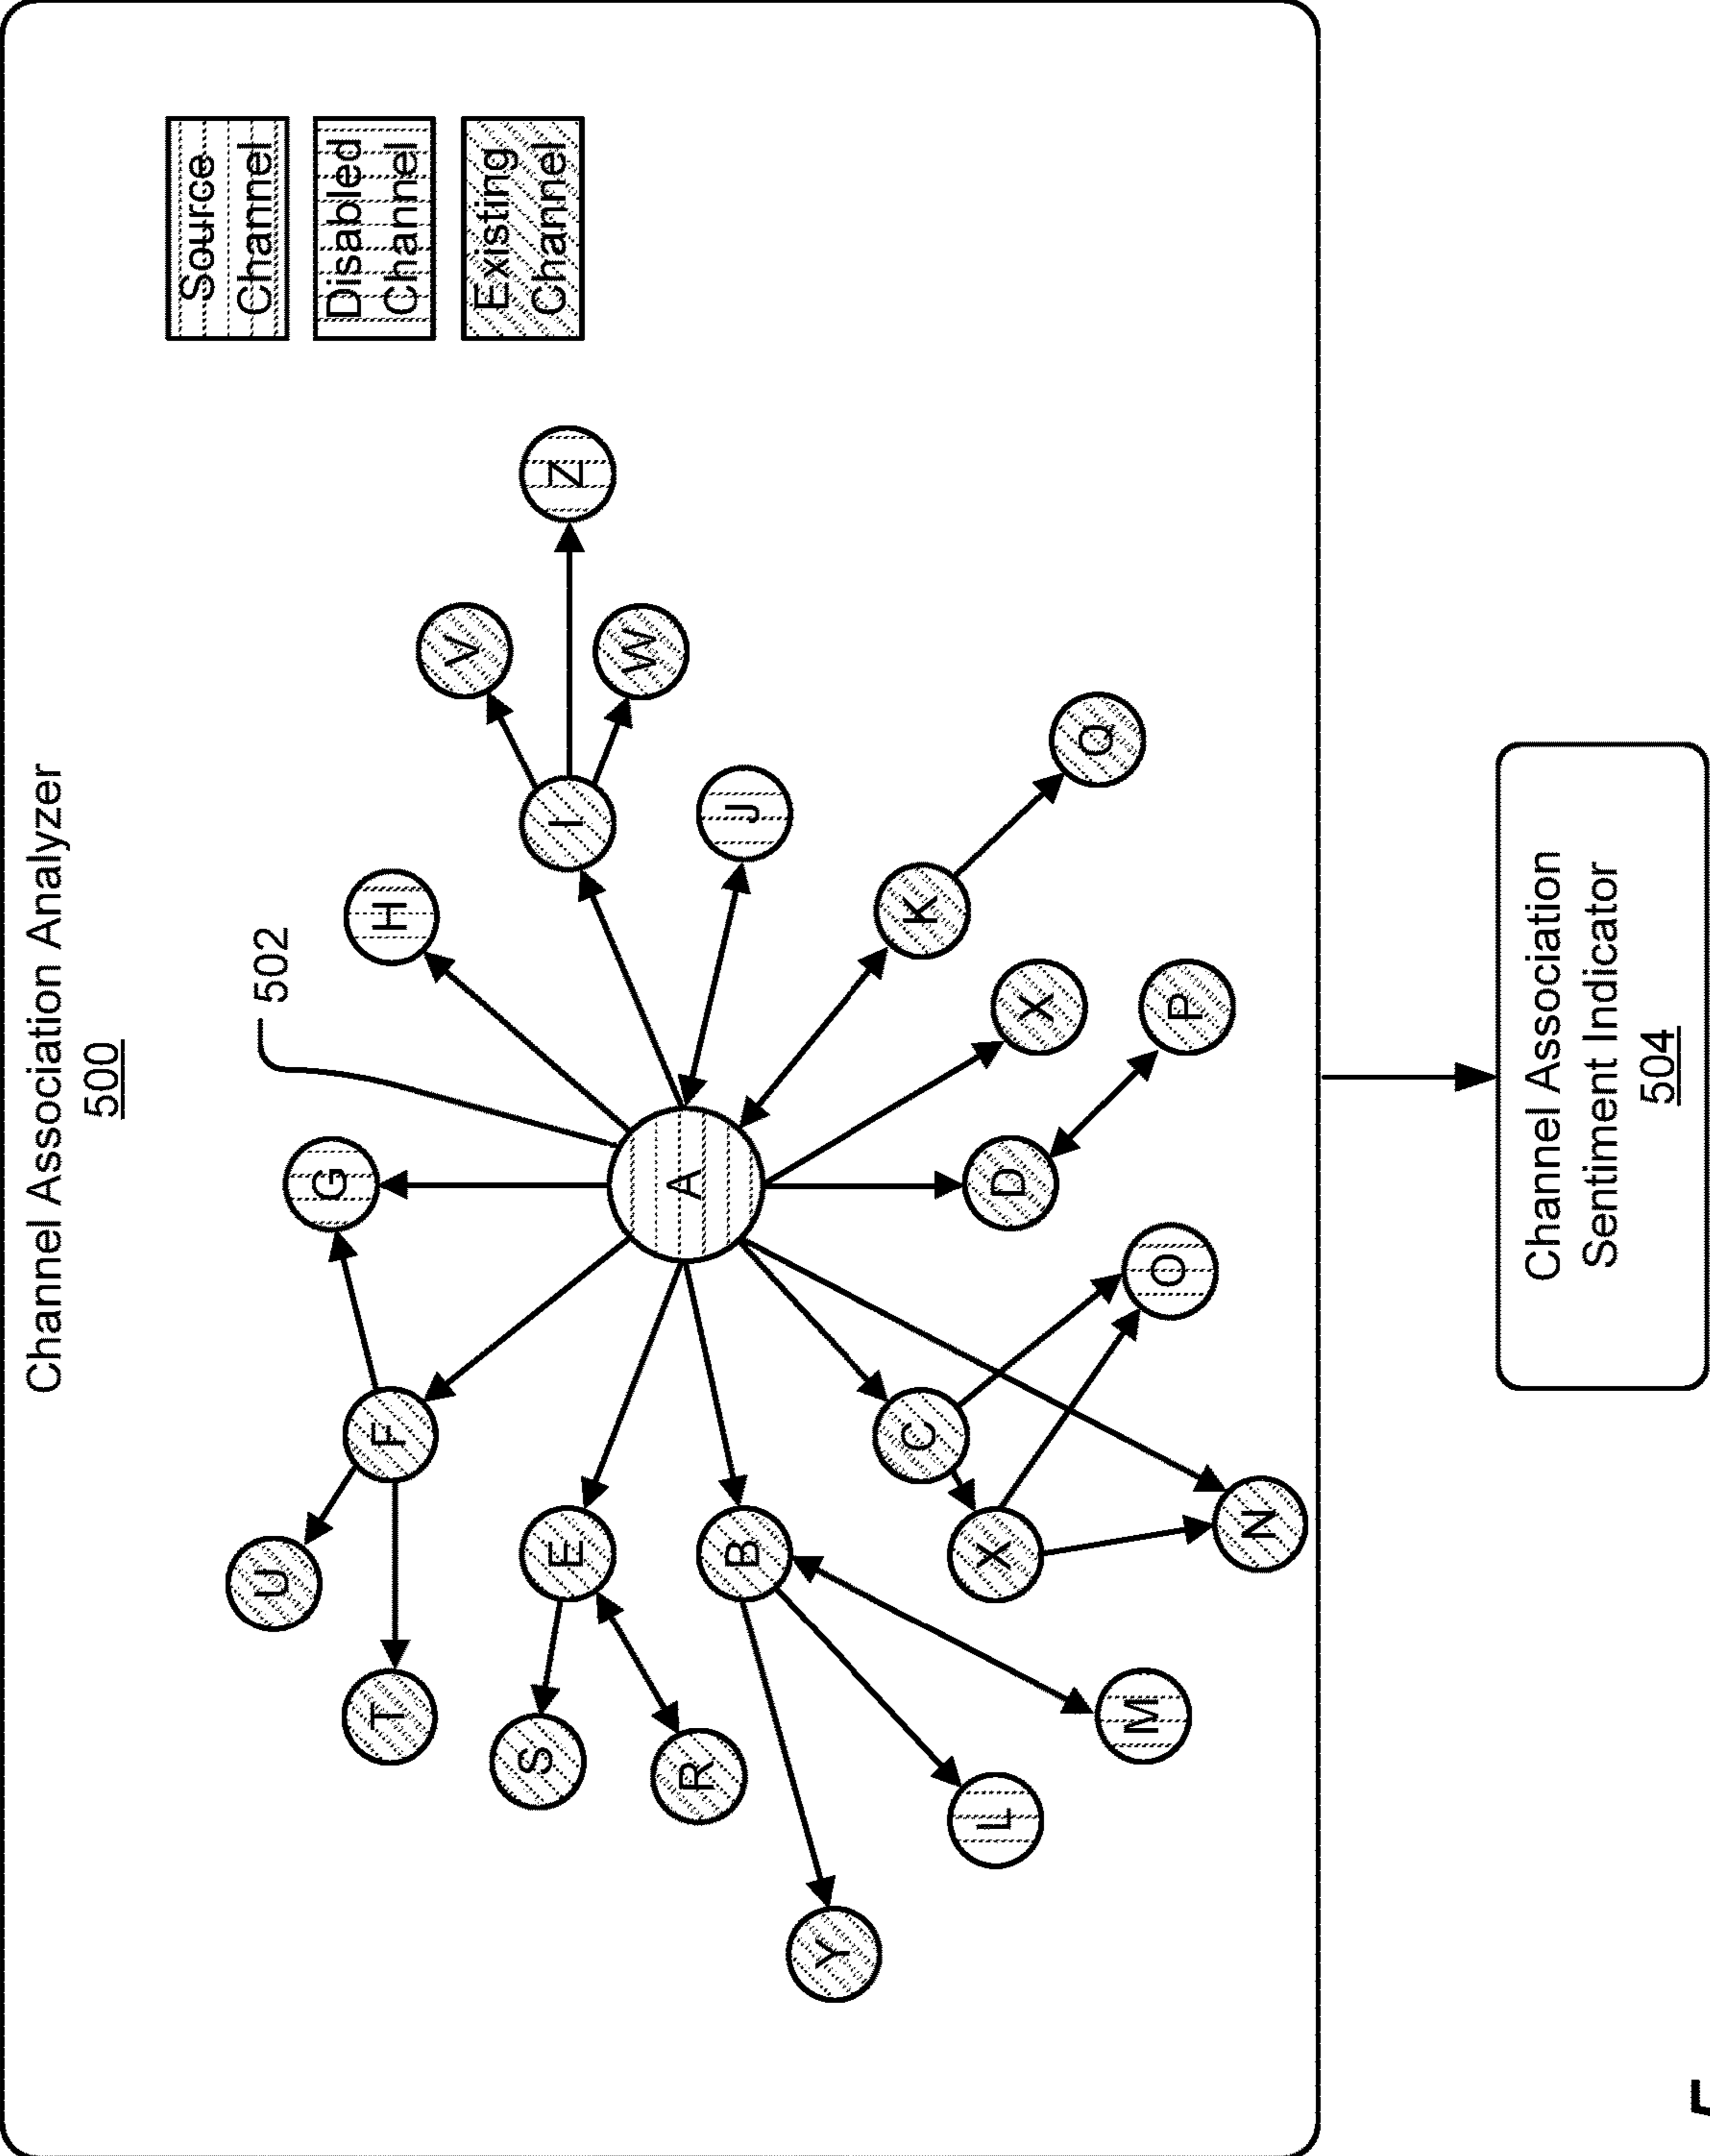 Channel Association Analyzer
500
Source
Channel
Disabled
Channel
Existing
Channel
502
U
G
T
F
H
V
S
E
I
Z
W
A
R
B
J
Y
C
K
L
X
D
X
Q
M
O
P
N
Channel Association
Sentiment Indicator
504